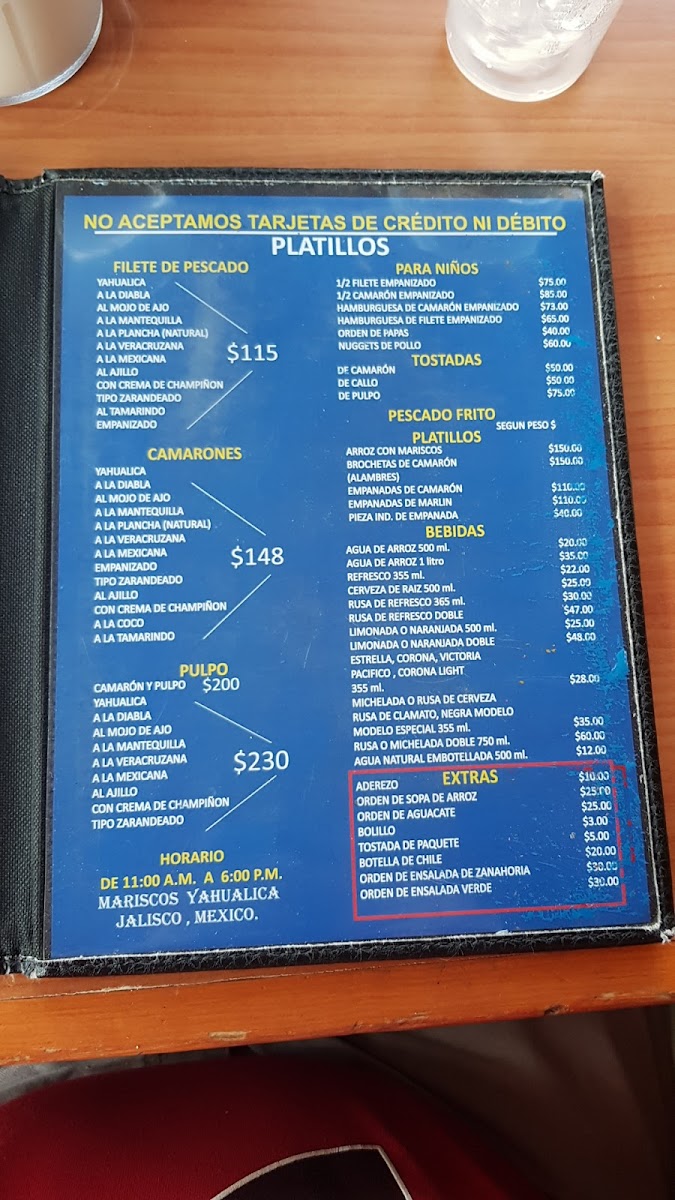 NO ACEPTAMOS TARJETAS DE CRÉDITO NI DÉBITO
PLATILLOS
FILETE DE PESCADO
YAHUALICA
A LA DIABLA
AL MOJO DE AJO
A LA MANTEQUILLA
A LA PLANCHA (NATURAL)
A LA VERACRUZANA
A LA MEXICANA
AL AJILLO
CON CREMA DE CHAMPIÑON
TIPO ZARANDEADO
AL TAMARINDO
EMPANIZADO
$115
CAMARONES
YAHUALICA
A LA DIABLA
AL MOJO DE AJO
A LA MANTEQUILLA
A LA PLANCHA (NATURAL)
A LA VERACRUZANA
A LA MEXICANA
EMPANIZADO
TIPO ZARANDEADO
AL AJILLO
CON CREMA DE CHAMPIÑON
A LA COCO
A LA TAMARINDO
$148
PULPO
CAMARÓN Y PULPO $200
YAHUALICA
A LA DIABLA
AL MOJO DE AJO
A LA MANTEQUILLA
A LA VERACRUZANA
A LA MEXICANA
AL AJILLO
CON CREMA DE CHAMPIÑON
TIPO ZARANDEADO
$230
HORARIO
DE 11:00 A.M. A 6:00 P.M.
MARISCOS YAHUALICA
JALISCO , MEXICO.
PARA NIÑOS
1/2 FILETE EMPANIZADO $75.00
1/2 CAMARÓN EMPANIZADO $85.00
HAMBURGUESA DE CAMARÓN EMPANIZADO $73.00
HAMBURGUESA DE FILETE EMPANIZADO $65.00
ORDEN DE PAPAS $40.00
NUGGETS DE POLLO $60.00
TOSTADAS
DE CAMARÓN $50.00
DE CALLO $50.00
DE PULPO $75.00
PESCADO FRITO
SEGUN PESO $
PLATILLOS
ARROZ CON MARISCOS $150.00
BROCHETAS DE CAMARÓN $150.00
(ALAMBRES)
EMPANADAS DE CAMARÓN $110.00
EMPANADAS DE MARLIN $110.00
PIEZA IND. DE EMPANADA $40.00
BEBIDAS
AGUA DE ARROZ 500 ml. $20.00
AGUA DE ARROZ 1 litro $35.00
REFRESCO 355 ml. $22.00
CERVEZA DE RAIZ 500 ml. $25.00
RUSA DE REFRESCO 365 ml. $30.00
RUSA DE REFRESCO DOBLE $47.00
LIMONADA O NARANJADA 500 ml. $25.00
LIMONADA O NARANJADA DOBLE $48.00
ESTRELLA, CORONA, VICTORIA
PACIFICO , CORONA LIGHT
355 ml. $28.00
MICHELADA O RUSA DE CERVEZA
RUSA DE CLAMATO, NEGRA MODELO
MODELO ESPECIAL 355 ml. $35.00
RUSA O MICHELADA DOBLE 750 ml. $60.00
AGUA NATURAL EMBOTELLADA 500 ml. $12.00
EXTRAS
ADEREZO $10.00
ORDEN DE SOPA DE ARROZ $25.00
ORDEN DE AGUACATE $25.00
BOLILLO $3.00
TOSTADA DE PAQUETE $5.00
BOTELLA DE CHILE $20.00
ORDEN DE ENSALADA DE ZANAHORIA $30.00
ORDEN DE ENSALADA VERDE $30.00